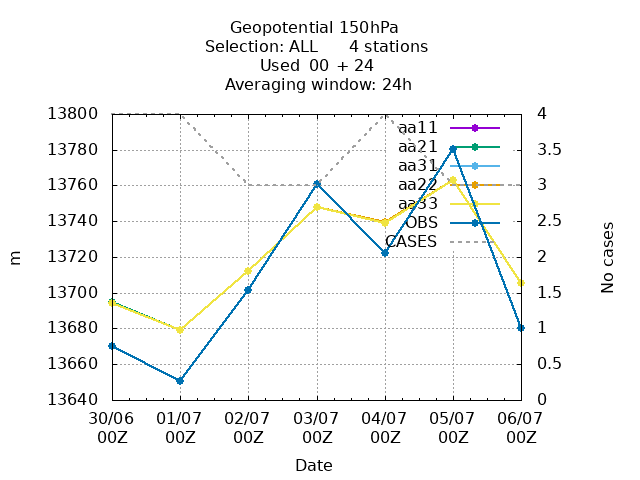 Geopotential 150hPa
Selection: ALL 4 stations
Used 00 + 24
Averaging window: 24h
13800
13780
13760
13740
13720
13700
13680
13660
13640
m
4
3.5
3
2.5
2
1.5
1
0.5
0
No cases
aa11
aa21
aa31
aa22
aa33
OBS
CASES
30/06 01/07 02/07 03/07 04/07 05/07 06/07
00Z 00Z 00Z 00Z 00Z 00Z 00Z
Date